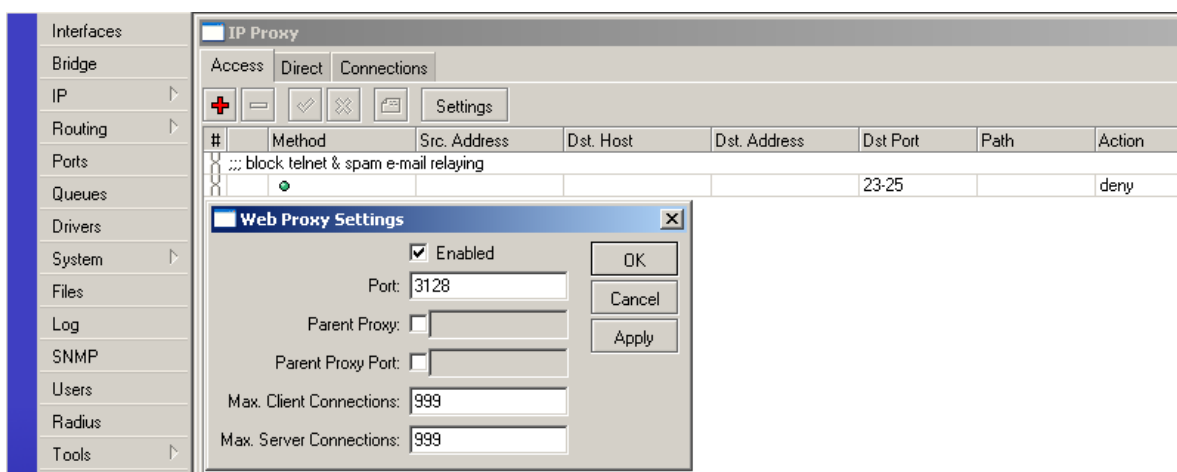 Interfaces
Bridge
IP
Routing
Ports
Queues
Drivers
System
Files
Log
SNMP
Users
Radius
Tools
IP Proxy
Access Direct Connections
Settings
# Method Src. Address Dst. Host Dst. Address Dst Port Path Action
;;; block telnet & spam e-mail relaying
23-25 deny
Web Proxy Settings
Enabled
Port: 3128
Parent Proxy:
Parent Proxy Port:
Max. Client Connections: 999
Max. Server Connections: 999
OK
Cancel
Apply